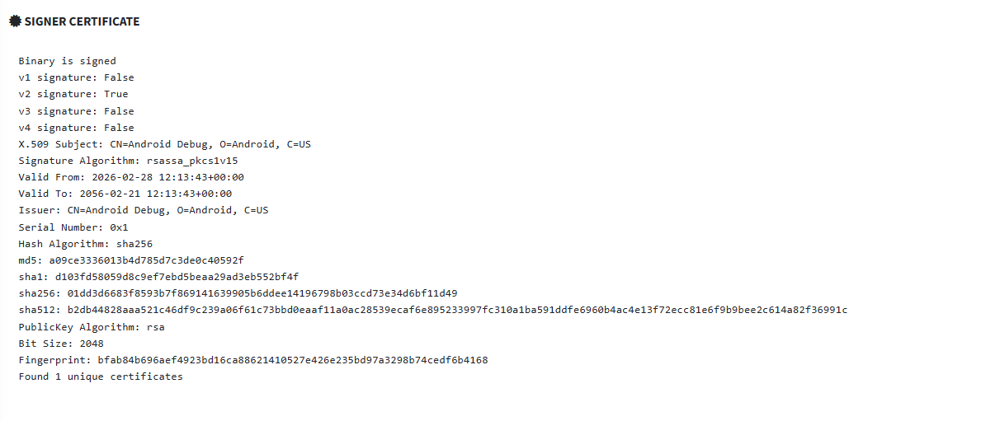 SIGNER CERTIFICATE
Binary is signed
v1 signature: False
v2 signature: True
v3 signature: False
v4 signature: False
X.509 Subject: CN=Android Debug, O=Android, C=US
Signature Algorithm: rsassa_pkcs1v15
Valid From: 2026-02-28 12:13:43+00:00
Valid To: 2056-02-21 12:13:43+00:00
Issuer: CN=Android Debug, O=Android, C=US
Serial Number: 0x1
Hash Algorithm: sha256
md5: a09ce3336013b4d785d7c3de0c40592f
sha1: d103fd58059d8c9ef7ebd5beaa29ad3eb552bf4f
sha256: 01dd3d6683f8593b7f869141639905b6ddee14196798b03ccd73e34d6bf11d49
sha512: b2db44828aaa521c46df9c239a06f61c73bbd0eaaf11a0ac28539ecaf6e895233997fc310a1ba591ddfe6960b4ac4e13f72ecc81e6f9b9bee2c614a82f36991c
PublicKey Algorithm: rsa
Bit Size: 2048
Fingerprint: bfab84b696aef4923bd16ca88621410527e426e235bd97a3298b74cedf6b4168
Found 1 unique certificates